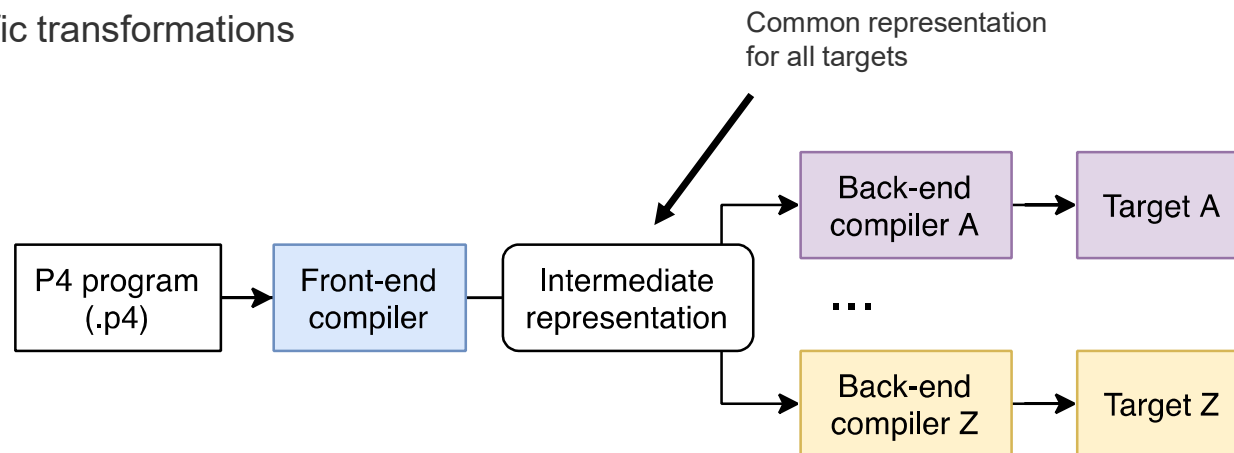 fic transformations
Common representation
for all targets
P4 program
(.p4)
Front-end
compiler
Intermediate
representation
Back-end
compiler A
Target A
...
Back-end
compiler Z
Target Z